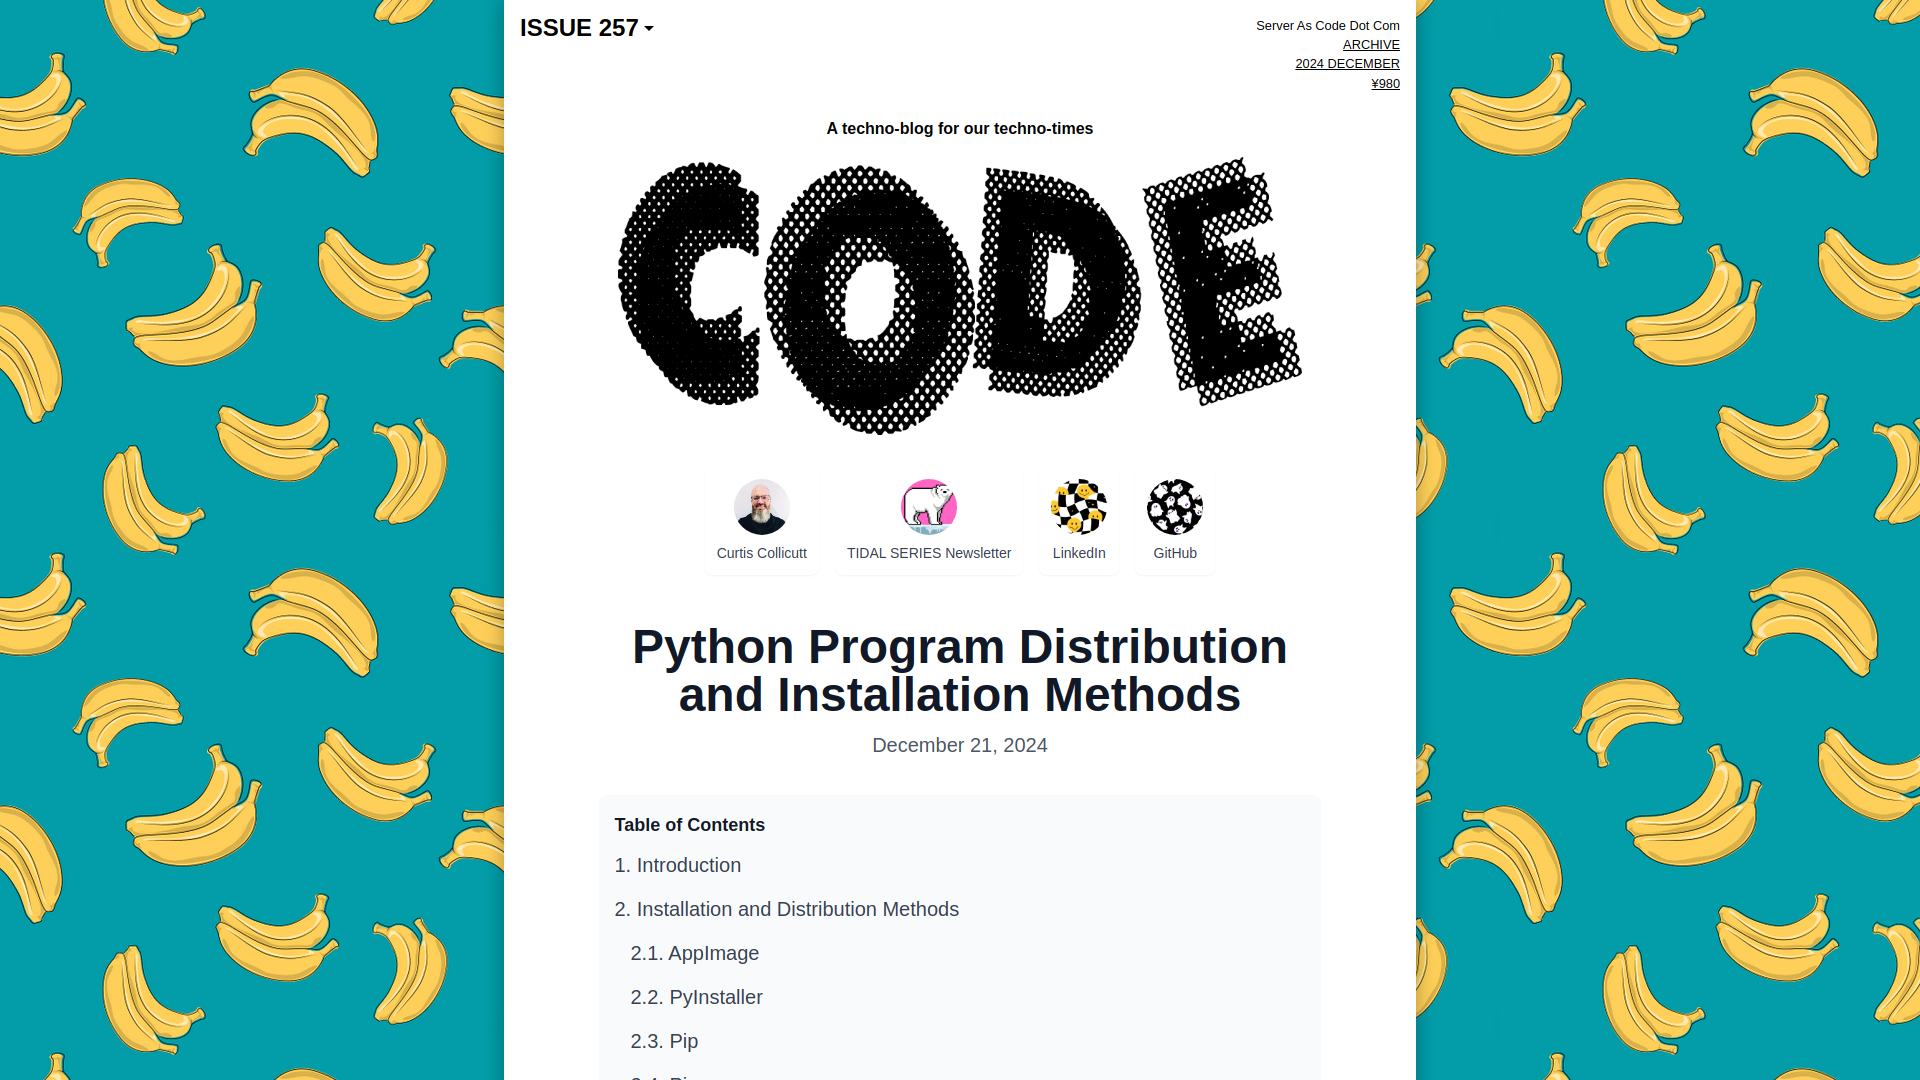 ISSUE 257
Server As Code Dot Com
ARCHIVE
2024 DECEMBER
¥980
A techno-blog for our techno-times
CODE
Curtis Collicutt
TIDAL SERIES Newsletter
LinkedIn
GitHub
Python Program Distribution
and Installation Methods
December 21, 2024
Table of Contents
1. Introduction
2. Installation and Distribution Methods
2.1. AppImage
2.2. PyInstaller
2.3. Pip